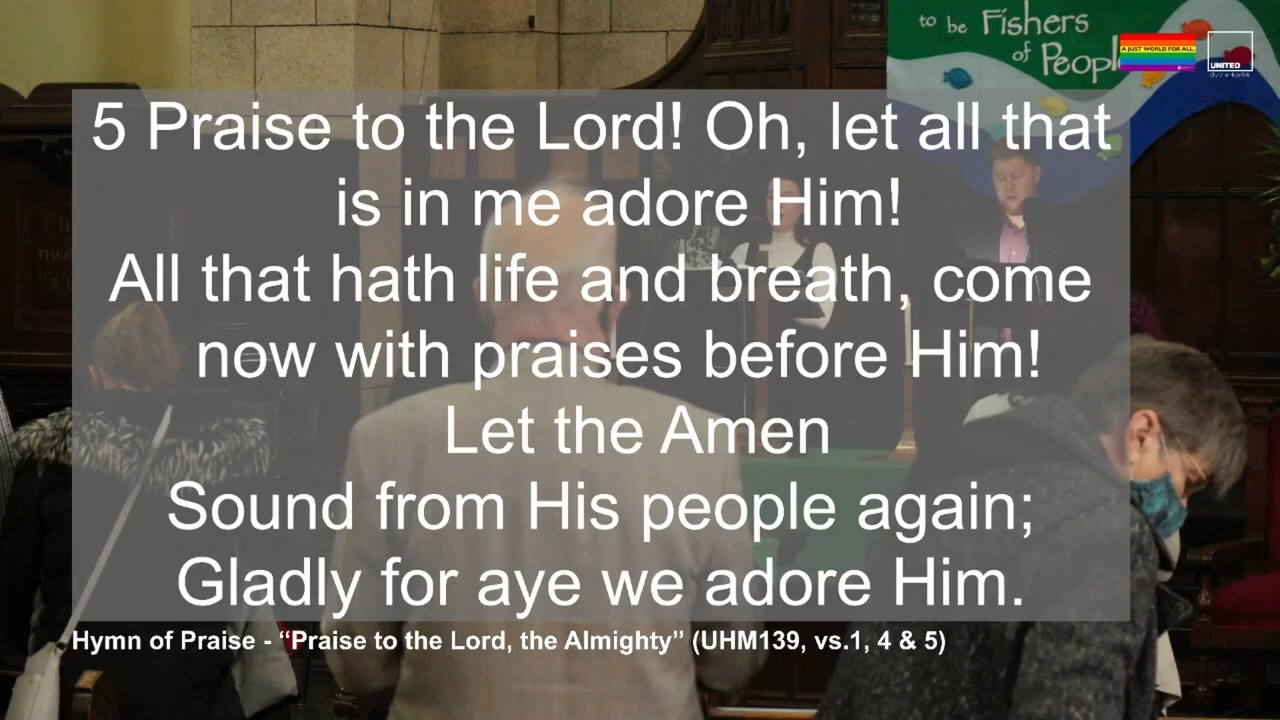 to be Fishers
of People
A JUST WORLD FOR ALL.
UNITED
5 Praise to the Lord! Oh, let all that
is in me adore Him!
All that hath life and breath, come
now with praises before Him!
Let the Amen
Sound from His people again;
Gladly for aye we adore Him.
Hymn of Praise - “Praise to the Lord, the Almighty” (UHM139, vs.1, 4 & 5)